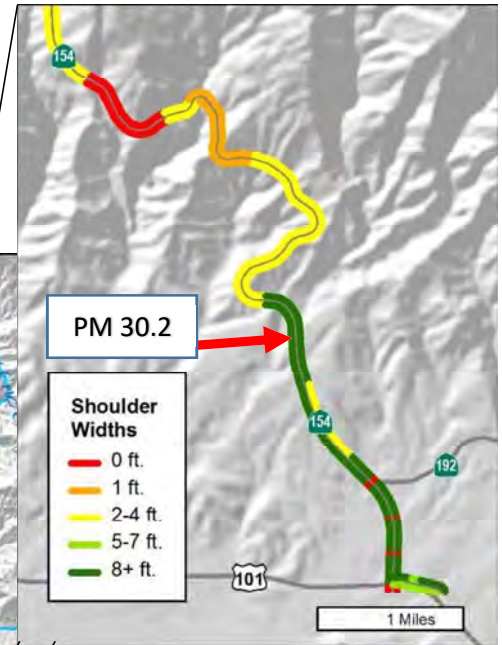 154
PM 30.2
Shoulder
Widths
0 ft.
1 ft.
2-4 ft.
5-7 ft.
8+ ft.
154
192
101
1 Miles